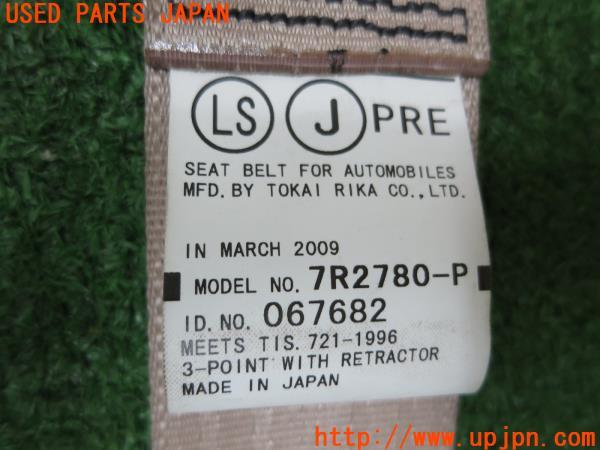 USED PARTS JAPAN
LS J PRE
SEAT BELT FOR AUTOMOBILES
MFD. BY TOKAI RIKA CO., LTD.
IN MARCH 2009
MODEL NO. 7R2780-P
ID. NO. 067682
MEETS TIS. 721-1996
3-POINT WITH RETRACTOR
MADE IN JAPAN
http://www.upjpn.com/